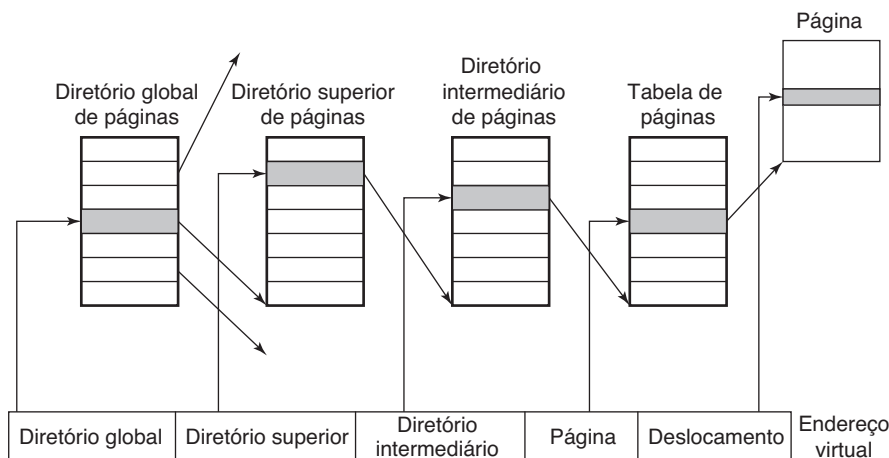 Página
Diretório global
de páginas
Diretório superior
de páginas
Diretório
intermediário
de páginas
Tabela de
páginas
Diretório global
Diretório superior
Diretório
intermediário
Página
Deslocamento
Endereço
virtual